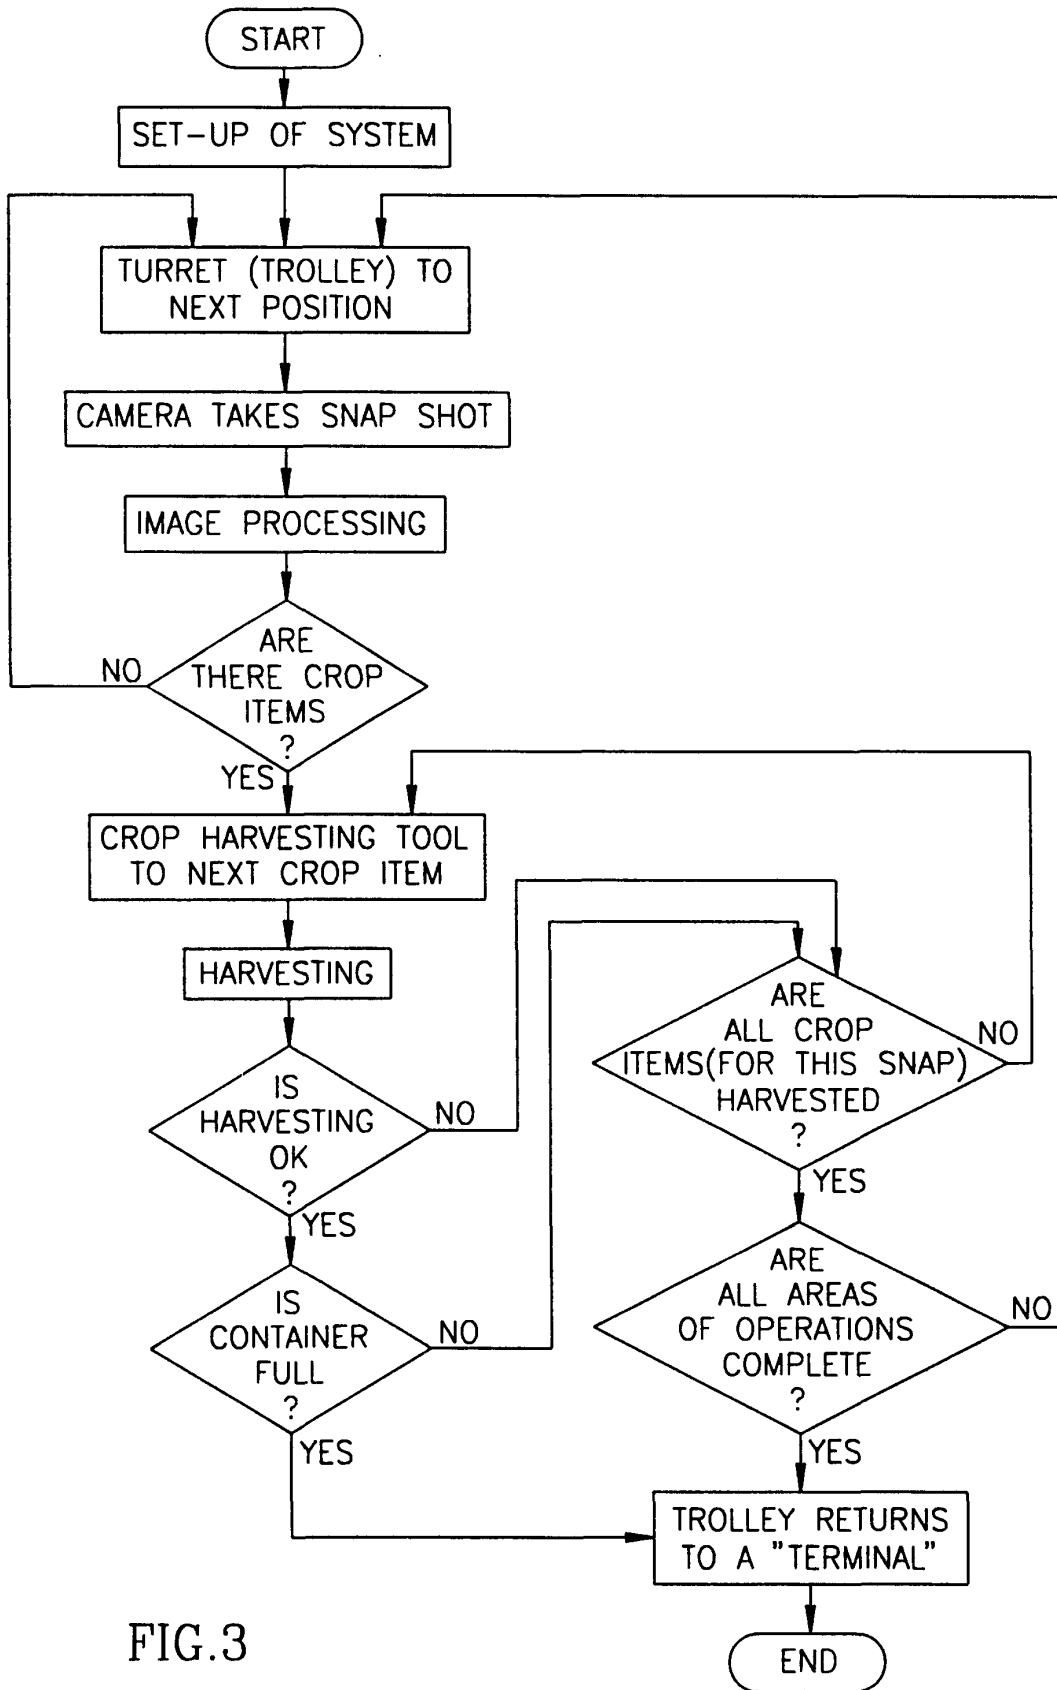 START
SET-UP OF SYSTEM
TURRET (TROLLEY) TO
NEXT POSITION
CAMERA TAKES SNAP SHOT
IMAGE PROCESSING
ARE
THERE CROP
ITEMS
?
NO
YES
CROP HARVESTING TOOL
TO NEXT CROP ITEM
HARVESTING
IS
HARVESTING
OK
?
NO
YES
IS
CONTAINER
FULL
?
NO
YES
ARE
ALL CROP
ITEMS(FOR THIS SNAP)
HARVESTED
?
NO
YES
ARE
ALL AREAS
OF OPERATIONS
COMPLETE
?
NO
YES
TROLLEY RETURNS
TO A "TERMINAL"
END
FIG.3